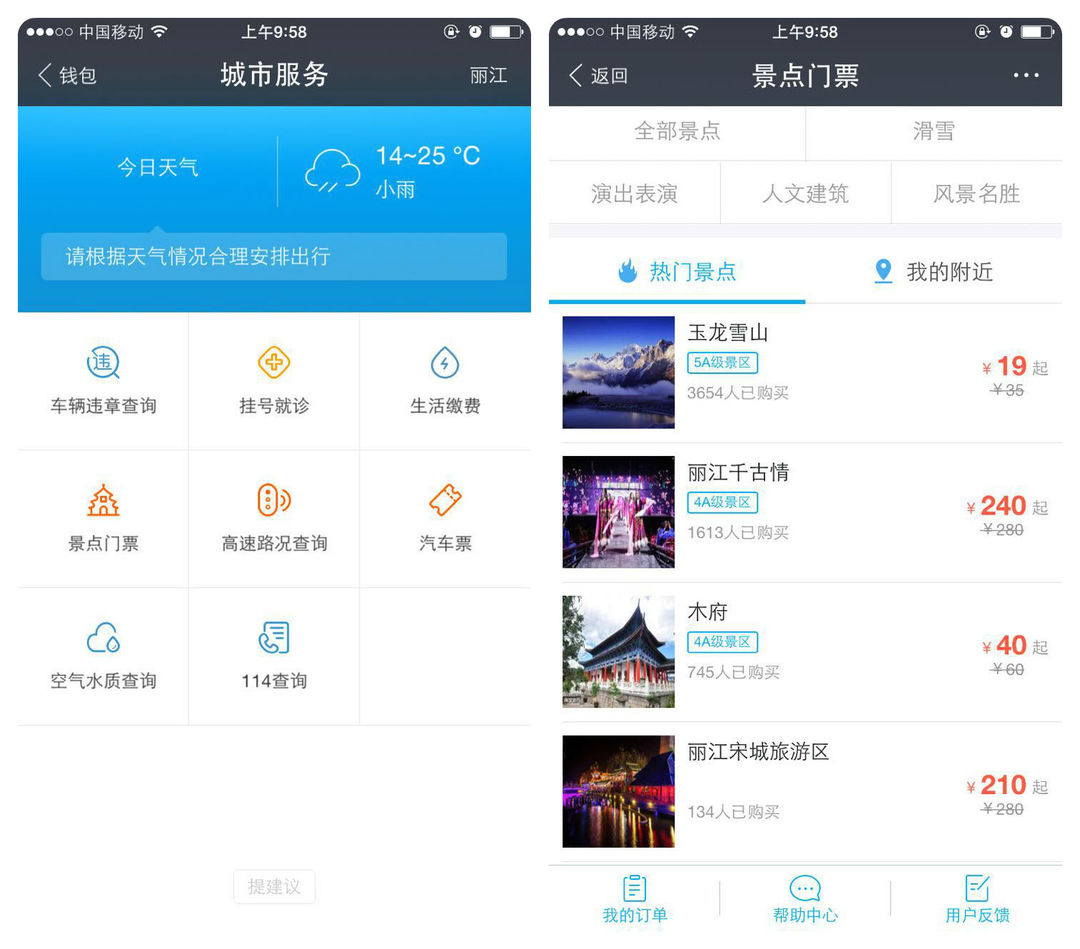 中国移动
上午9:58
钱包
城市服务
丽江
今日天气
14~25 °C
小雨
请根据天气情况合理安排出行
违
车辆违章查询
挂号就诊
生活缴费
景点门票
高速路况查询
汽车票
空气水质查询
114查询
提建议
中国移动
上午9:58
返回
景点门票
全部景点
滑雪
演出表演
人文建筑
风景名胜
热门景点
我的附近
玉龙雪山
5A级景区
3654人已购买
¥ 19 起
¥35
丽江千古情
4A级景区
1613人已购买
¥ 240 起
¥280
木府
4A级景区
745人已购买
¥ 40 起
¥60
丽江宋城旅游区
134人已购买
¥ 210 起
¥280
我的订单
帮助中心
用户反馈